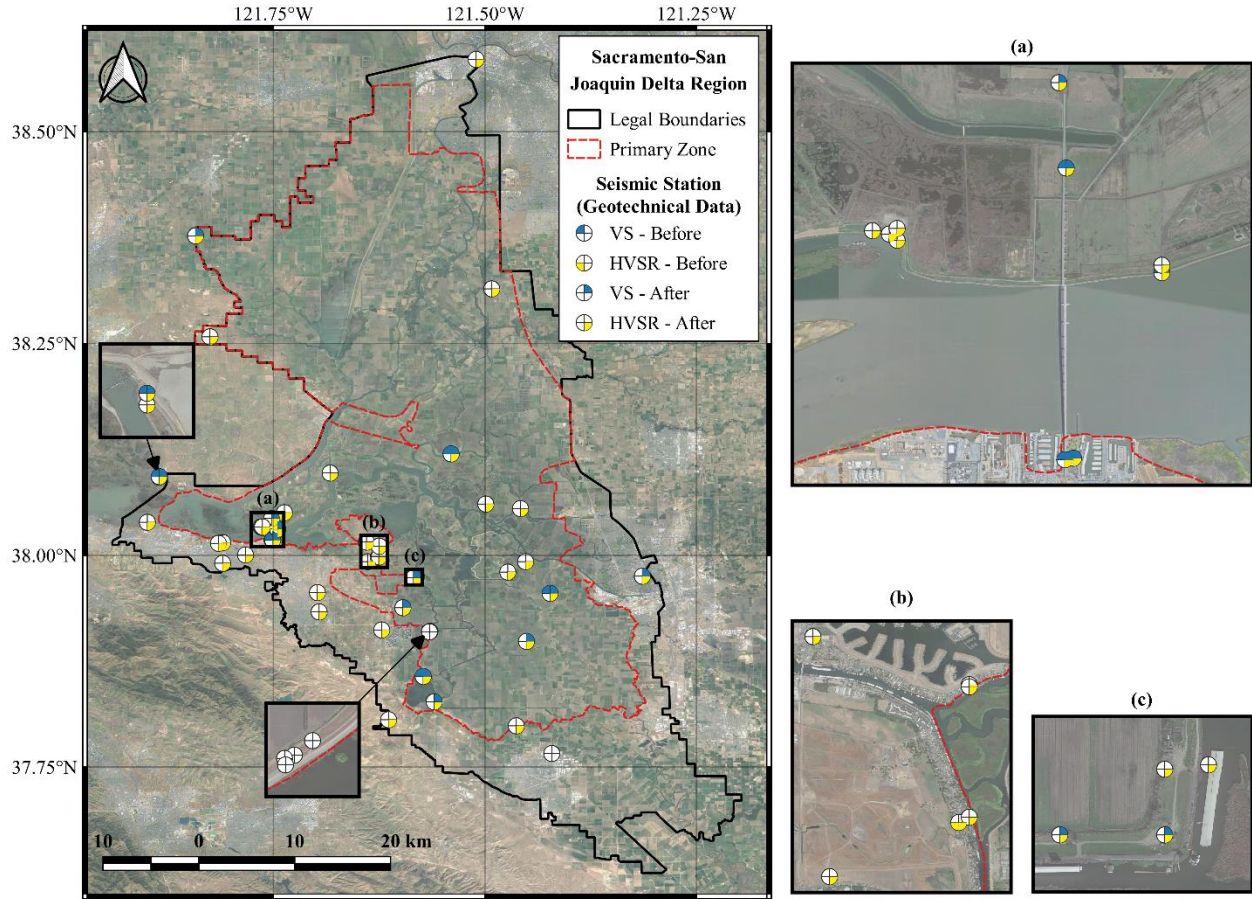 121.75°W 121.50°W 121.25°W
38.50°N
38.25°N
38.00°N
37.75°N
Sacramento-San
Joaquin Delta Region
Legal Boundaries
Primary Zone
Seismic Station
(Geotechnical Data)
VS - Before
HVSR - Before
VS - After
HVSR - After
(a)
(b)
(c)
10 0 10 20 km
(a)
(b)
(c)